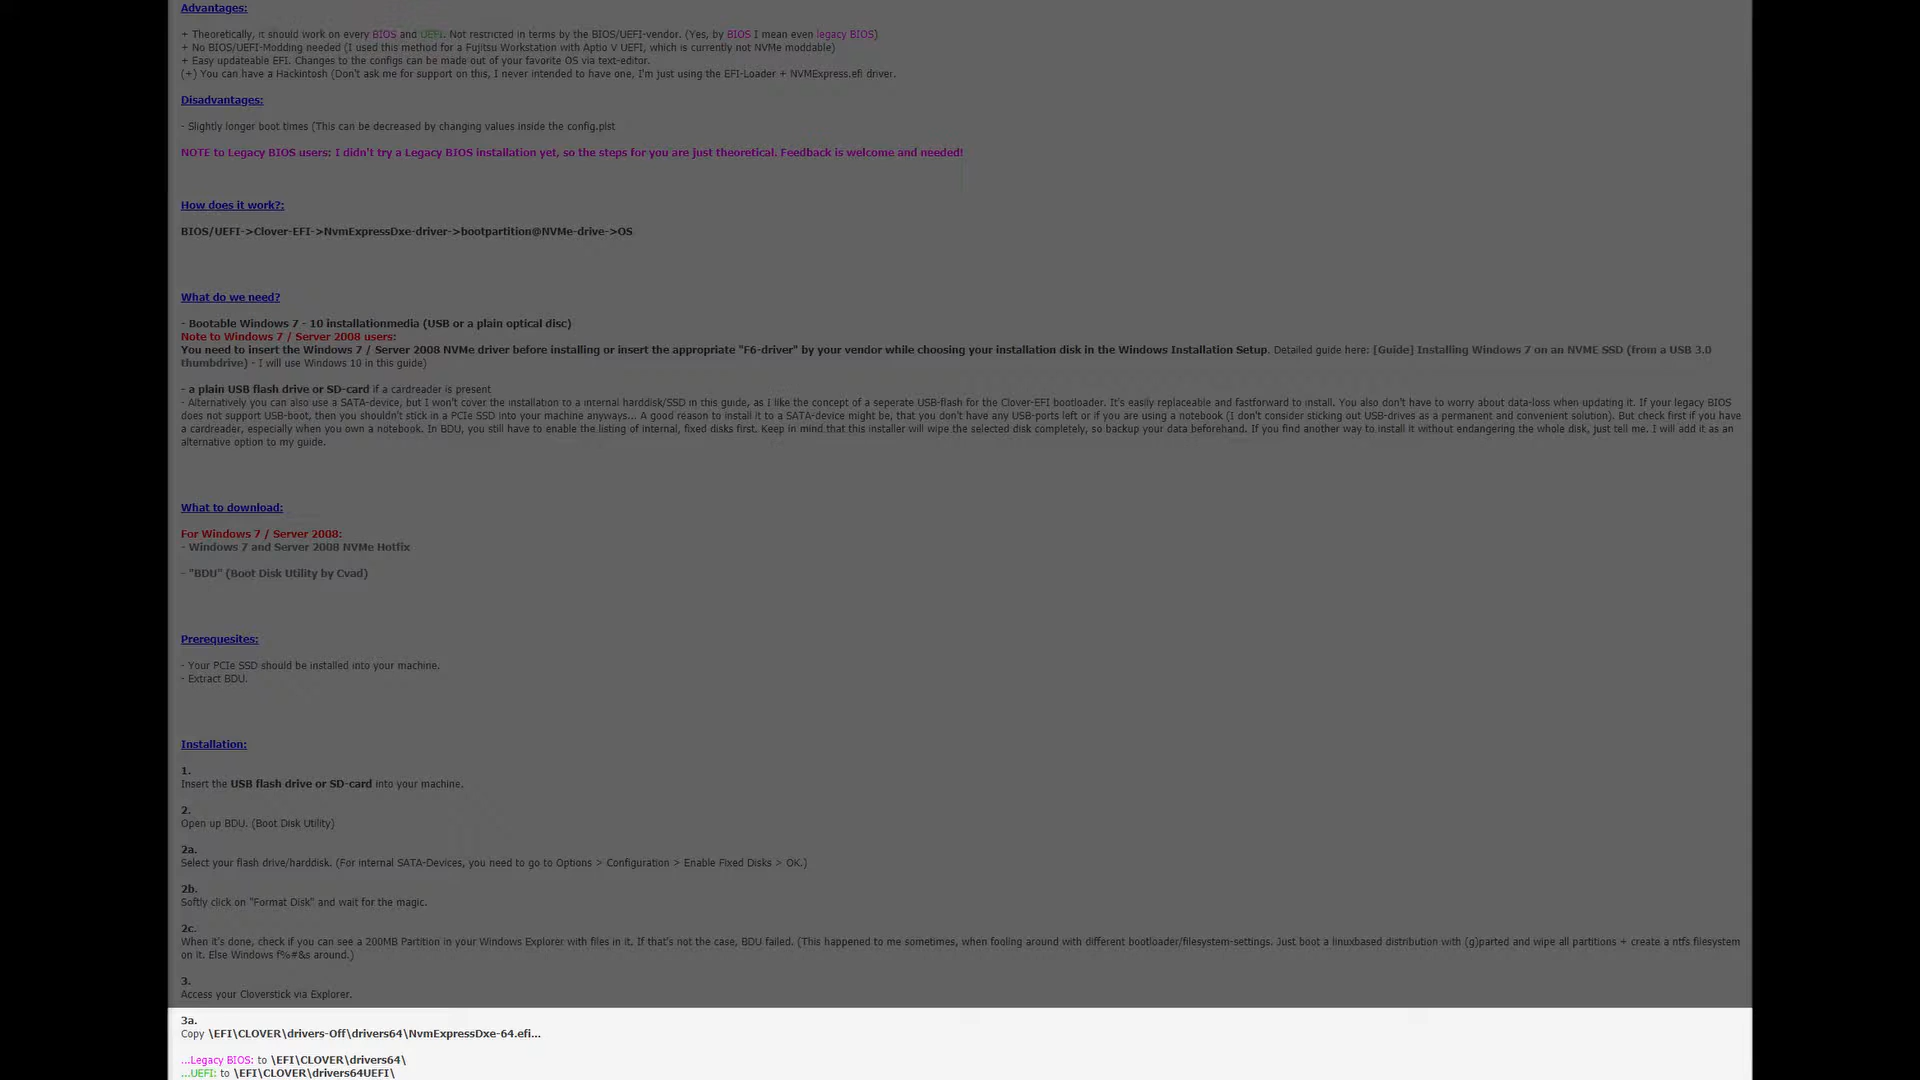 Advantages:
+ Theoretically, it should work on every BIOS and UEFI. Not restricted in terms by the BIOS/UEFI-vendor. (Yes, by BIOS I mean even legacy BIOS)
+ No BIOS/UEFI-Modding needed (I used this method for a Fujitsu Workstation with Aptio V UEFI, which is currently not NVMe moddable)
+ Easy updateable EFI. Changes to the configs can be made out of your favorite OS via text-editor.
(+) You can have a Hackintosh (Don't ask me for support on this, I never intended to have one, I'm just using the EFI-Loader + NVMExpress.efi driver.
Disadvantages:
- Slightly longer boot times (This can be decreased by changing values inside the config.plst
NOTE to Legacy BIOS users: I didn't try a Legacy BIOS installation yet, so the steps for you are just theoretical. Feedback is welcome and needed!
How does it work?:
BIOS/UEFI->Clover-EFI->NvmExpressDxe-driver->bootpartition@NVMe-drive->OS
What do we need?
- Bootable Windows 7 - 10 installationmedia (USB or a plain optical disc)
Note to Windows 7 / Server 2008 users:
You need to insert the Windows 7 / Server 2008 NVMe driver before installing or insert the appropriate "F6-driver" by your vendor while choosing your installation disk in the Windows Installation Setup. Detailed guide here: [Guide] Installing Windows 7 on an NVME SSD (from a USB 3.0
thumbdrive) - I will use Windows 10 in this guide)
- a plain USB flash drive or SD-card if a cardreader is present
- Alternatively you can also use a SATA-device, but I won't cover the installation to a internal harddisk/SSD in this guide, as I like the concept of a seperate USB-flash for the Clover-EFI bootloader. It's easily replaceable and fastforward to install. You also don't have to worry about data-loss when updating it. If your legacy BIOS
does not support USB-boot, then you shouldn't stick in a PCIe SSD into your machine anyways... A good reason to install it to a SATA-device might be, that you don't have any USB-ports left or if you are using a notebook (I don't consider sticking out USB-drives as a permanent and convenient solution). But check first if you have
a cardreader, especially when you own a notebook. In BDU, you still have to enable the listing of internal, fixed disks first. Keep in mind that this installer will wipe the selected disk completely, so backup your data beforehand. If you find another way to install it without endangering the whole disk, just tell me. I will add it as an
alternative option to my guide.
What to download:
For Windows 7 / Server 2008:
- Windows 7 and Server 2008 NVMe Hotfix
- "BDU" (Boot Disk Utility by Cvad)
Prerequesites:
- Your PCIe SSD should be installed into your machine.
- Extract BDU.
Installation:
1.
Insert the USB flash drive or SD-card into your machine.
2.
Open up BDU. (Boot Disk Utility)
2a.
Select your flash drive/harddisk. (For internal SATA-Devices, you need to go to Options > Configuration > Enable Fixed Disks > OK.)
2b.
Softly click on "Format Disk" and wait for the magic.
2c.
When it's done, check if you can see a 200MB Partition in your Windows Explorer with files in it. If that's not the case, BDU failed. (This happened to me sometimes, when fooling around with different bootloader/filesystem-settings. Just boot a linuxbased distribution with (g)parted and wipe all partitions + create a ntfs filesystem
on it. Else Windows f%#&s around.)
3.
Access your Cloverstick via Explorer.
3a.
Copy \EFI\CLOVER\drivers-Off\drivers64\NvmExpressDxe-64.efi...
...Legacy BIOS: to \EFI\CLOVER\drivers64\
...UEFI: to \EFI\CLOVER\drivers64UEFI\